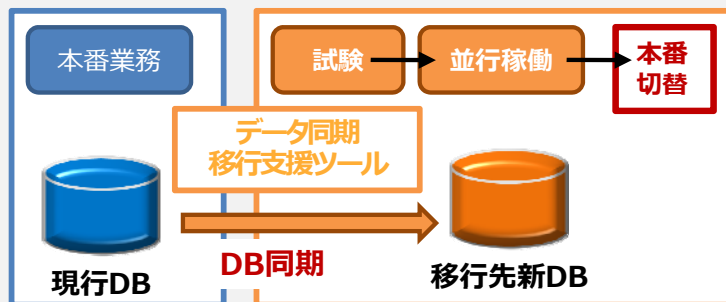 本番業務
試験
並行稼働
本番
切替
データ同期
移行支援ツール
DB同期
現行DB
移行先新DB